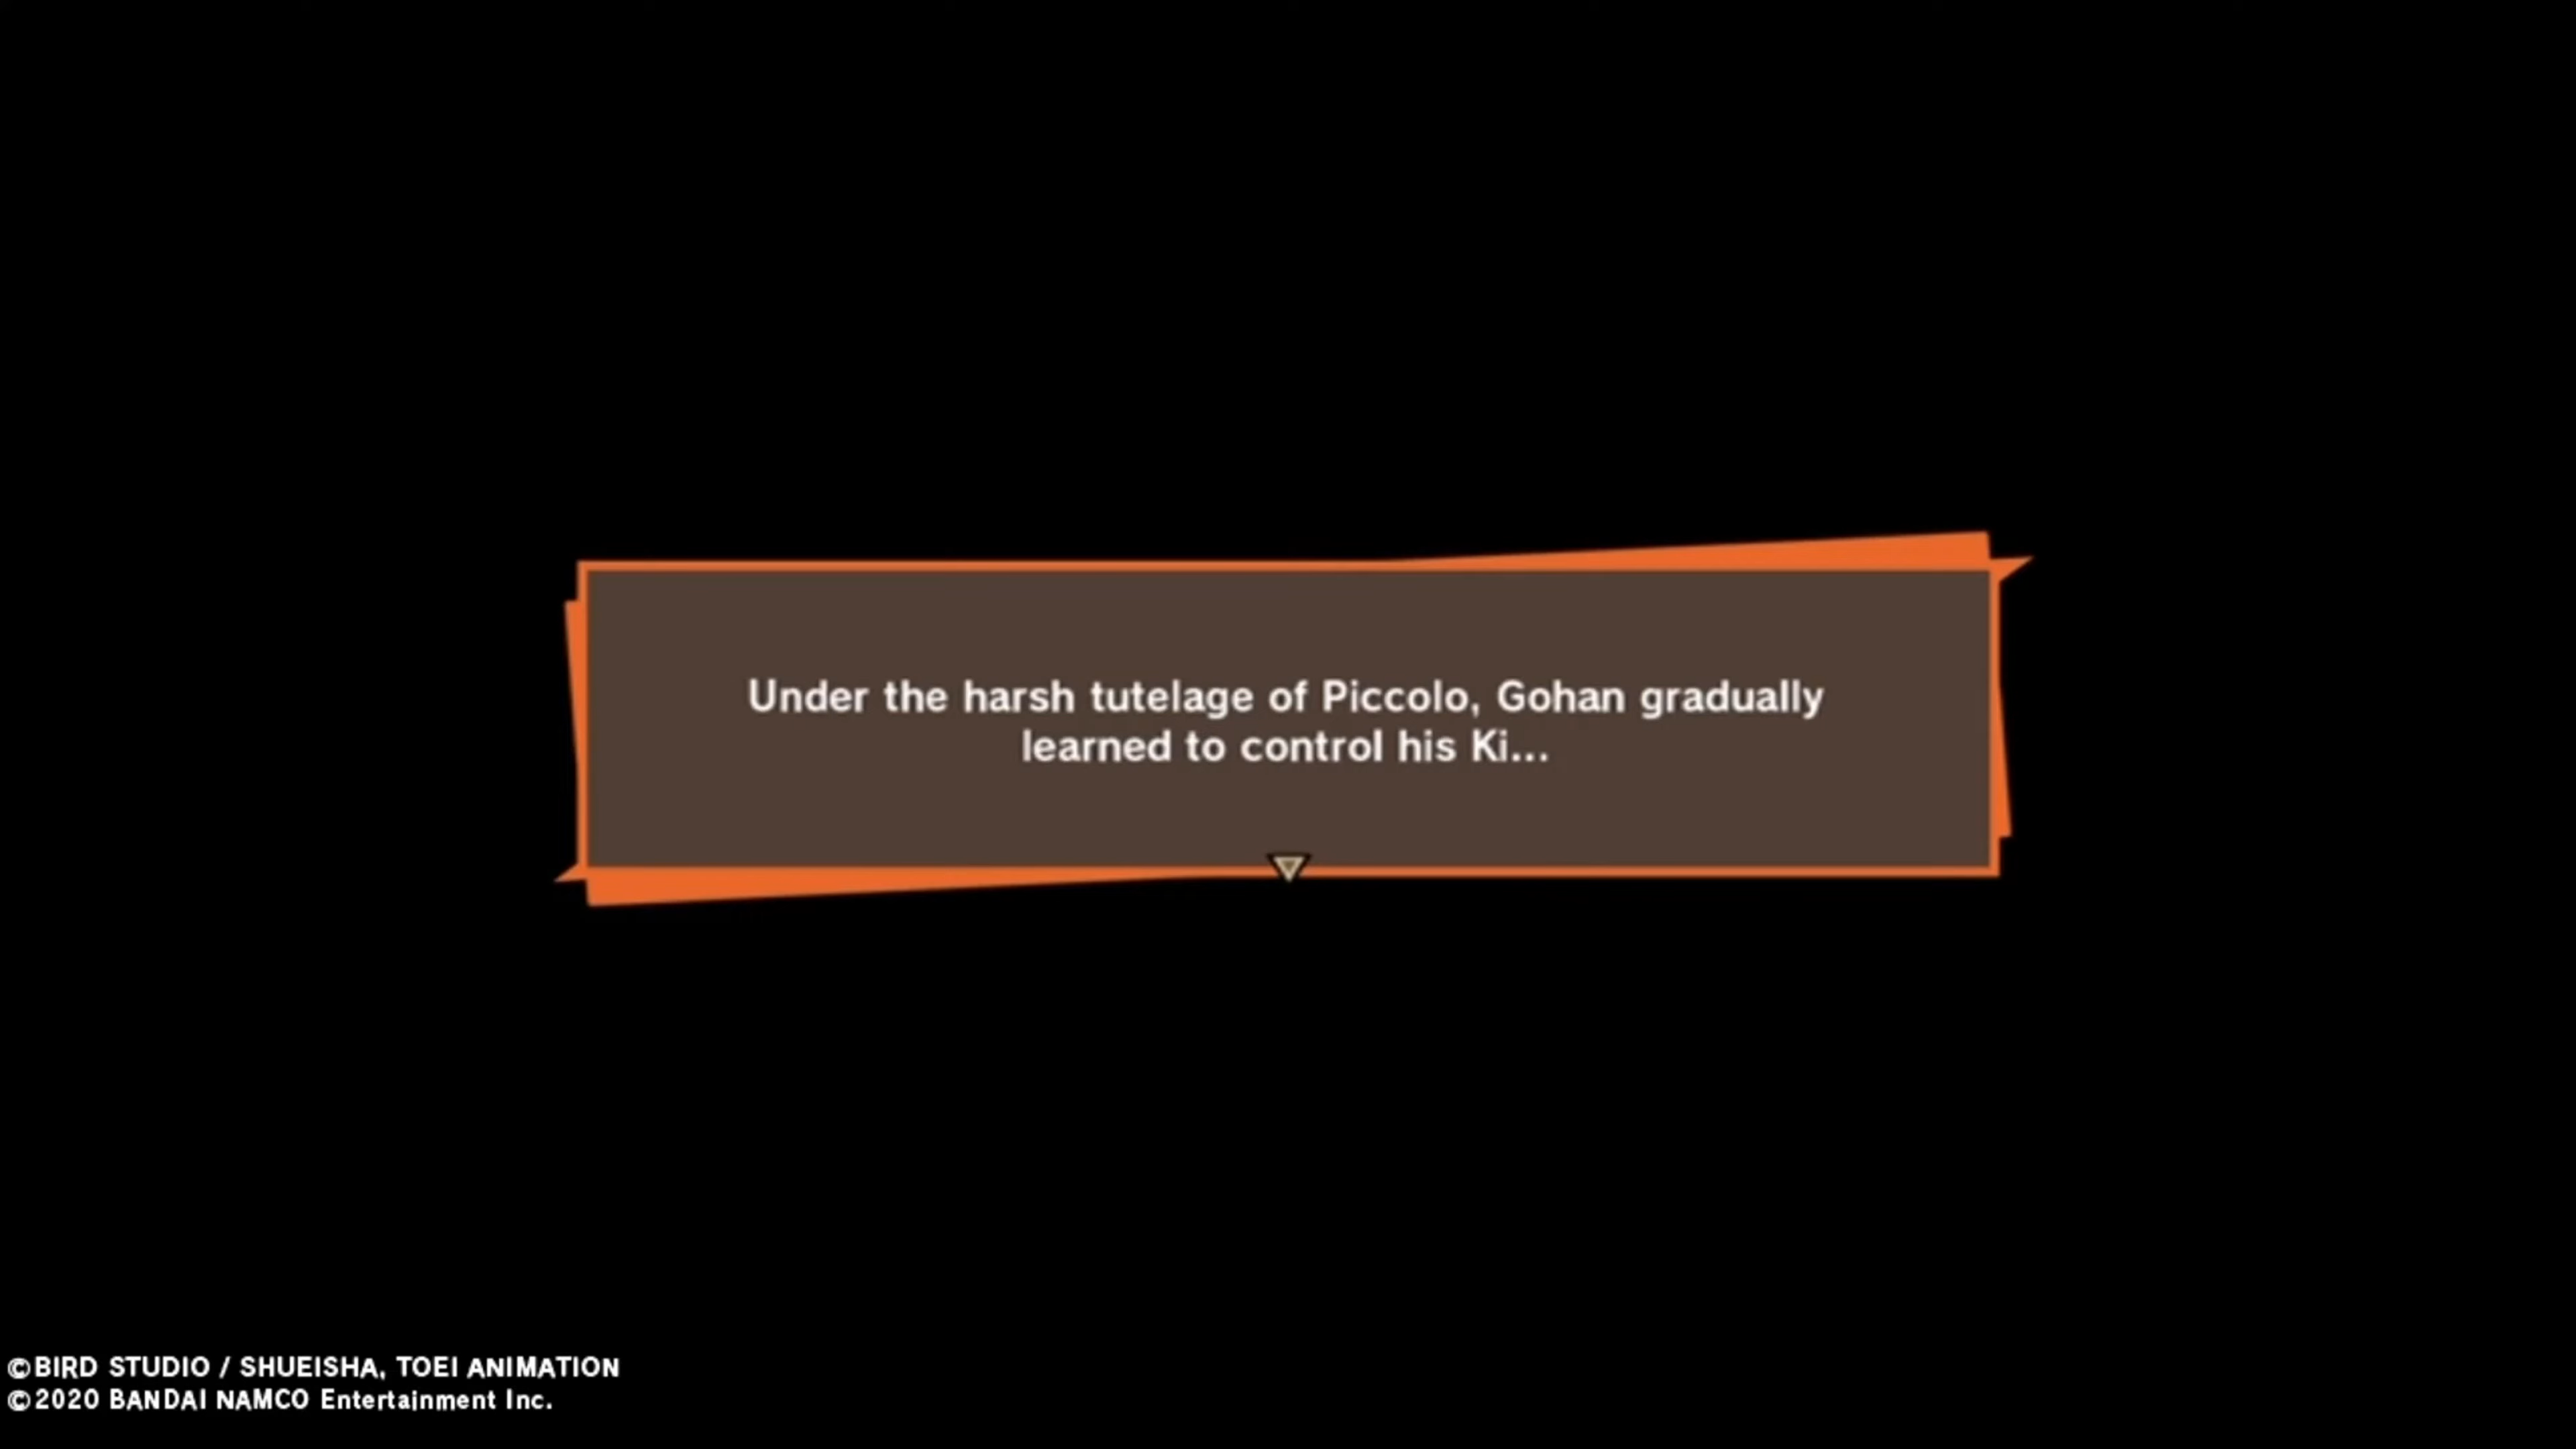 Under the harsh tutelage of Piccolo, Gohan gradually
learned to control his Ki...
©BIRD STUDIO / SHUEISHA, TOEI ANIMATION
©2020 BANDAI NAMCO Entertainment Inc.